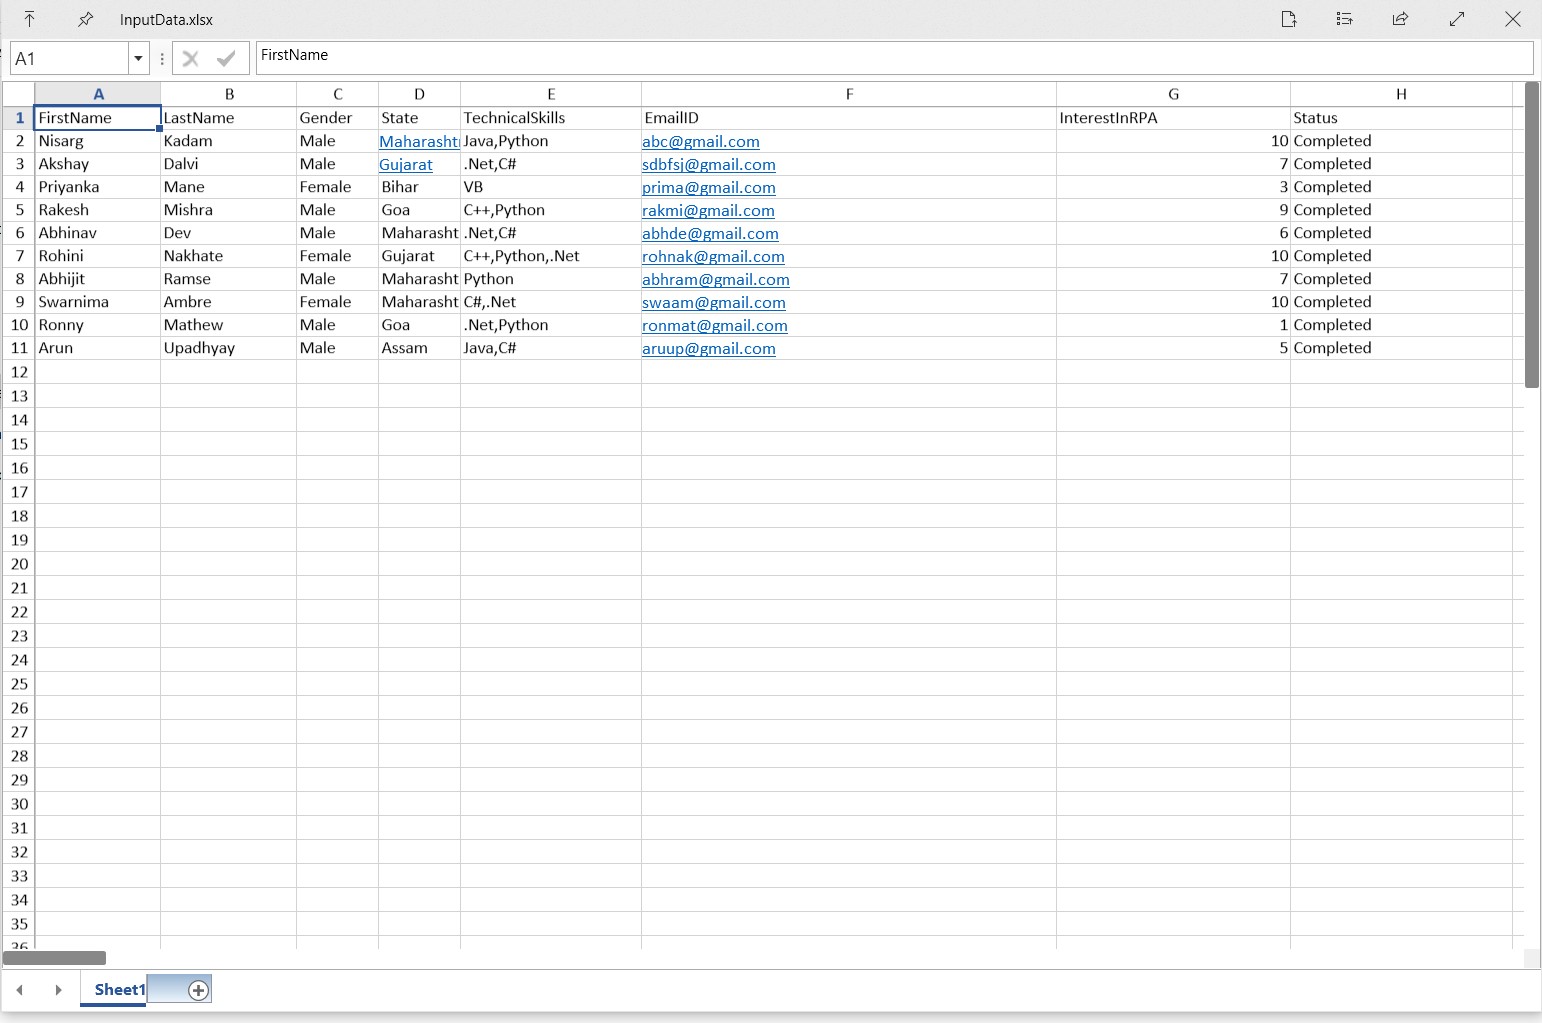 InputData.xlsx
A1 FirstName
A B C D E F G H
1 FirstName LastName Gender State TechnicalSkills EmailID InterestInRPA Status
2 Nisarg Kadam Male Maharasht Java,Python abc@gmail.com 10 Completed
3 Akshay Dalvi Male Gujarat .Net,C# sdbfsj@gmail.com 7 Completed
4 Priyanka Mane Female Bihar VB prima@gmail.com 3 Completed
5 Rakesh Mishra Male Goa C++,Python rakmi@gmail.com 9 Completed
6 Abhinav Dev Male Maharasht .Net,C# abhde@gmail.com 6 Completed
7 Rohini Nakhate Female Gujarat C++,Python,.Net rohnak@gmail.com 10 Completed
8 Abhijit Ramse Male Maharasht Python abhram@gmail.com 7 Completed
9 Swarnima Ambre Female Maharasht C#,.Net swaam@gmail.com 10 Completed
10 Ronny Mathew Male Goa .Net,Python ronmat@gmail.com 1 Completed
11 Arun Upadhyay Male Assam Java,C# aruup@gmail.com 5 Completed
12
13
14
15
16
17
18
19
20
21
22
23
24
25
26
27
28
29
30
31
32
33
34
35
36
Sheet1